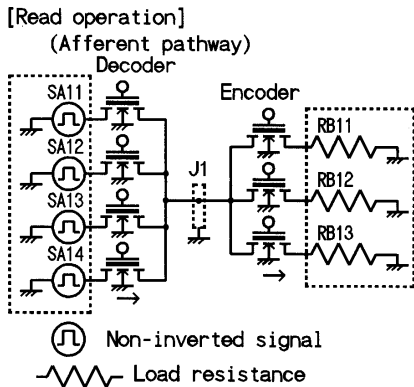 [Read operation]
(Afferent pathway)
Decoder
Encoder
SA11
SA12
SA13
SA14
J1
RB11
RB12
RB13
Non-inverted signal
Load resistance